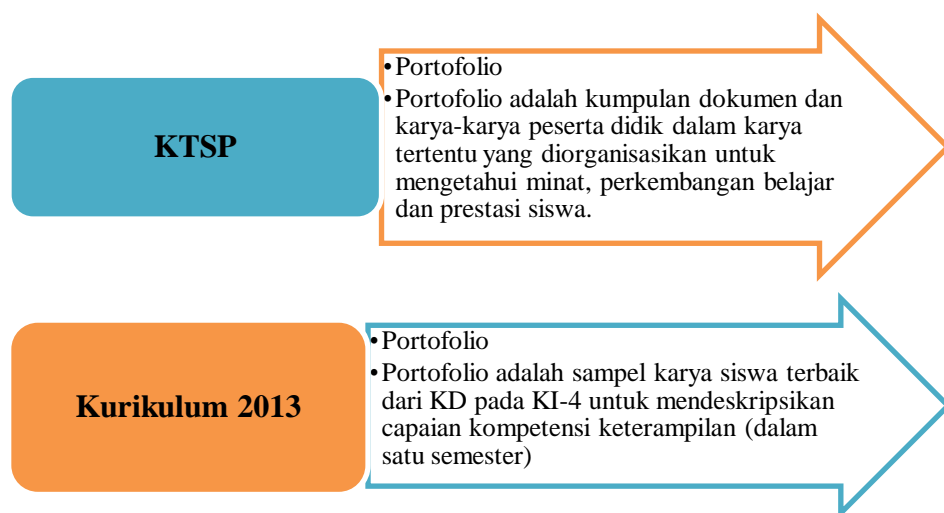 KTSP
•Portofolio
•Portofolio adalah kumpulan dokumen dan
karya-karya peserta didik dalam karya
tertentu yang diorganisasikan untuk
mengetahui minat, perkembangan belajar
dan prestasi siswa.
Kurikulum 2013
•Portofolio
•Portofolio adalah sampel karya siswa terbaik
dari KD pada KI-4 untuk mendeskripsikan
capaian kompetensi keterampilan (dalam
satu semester)